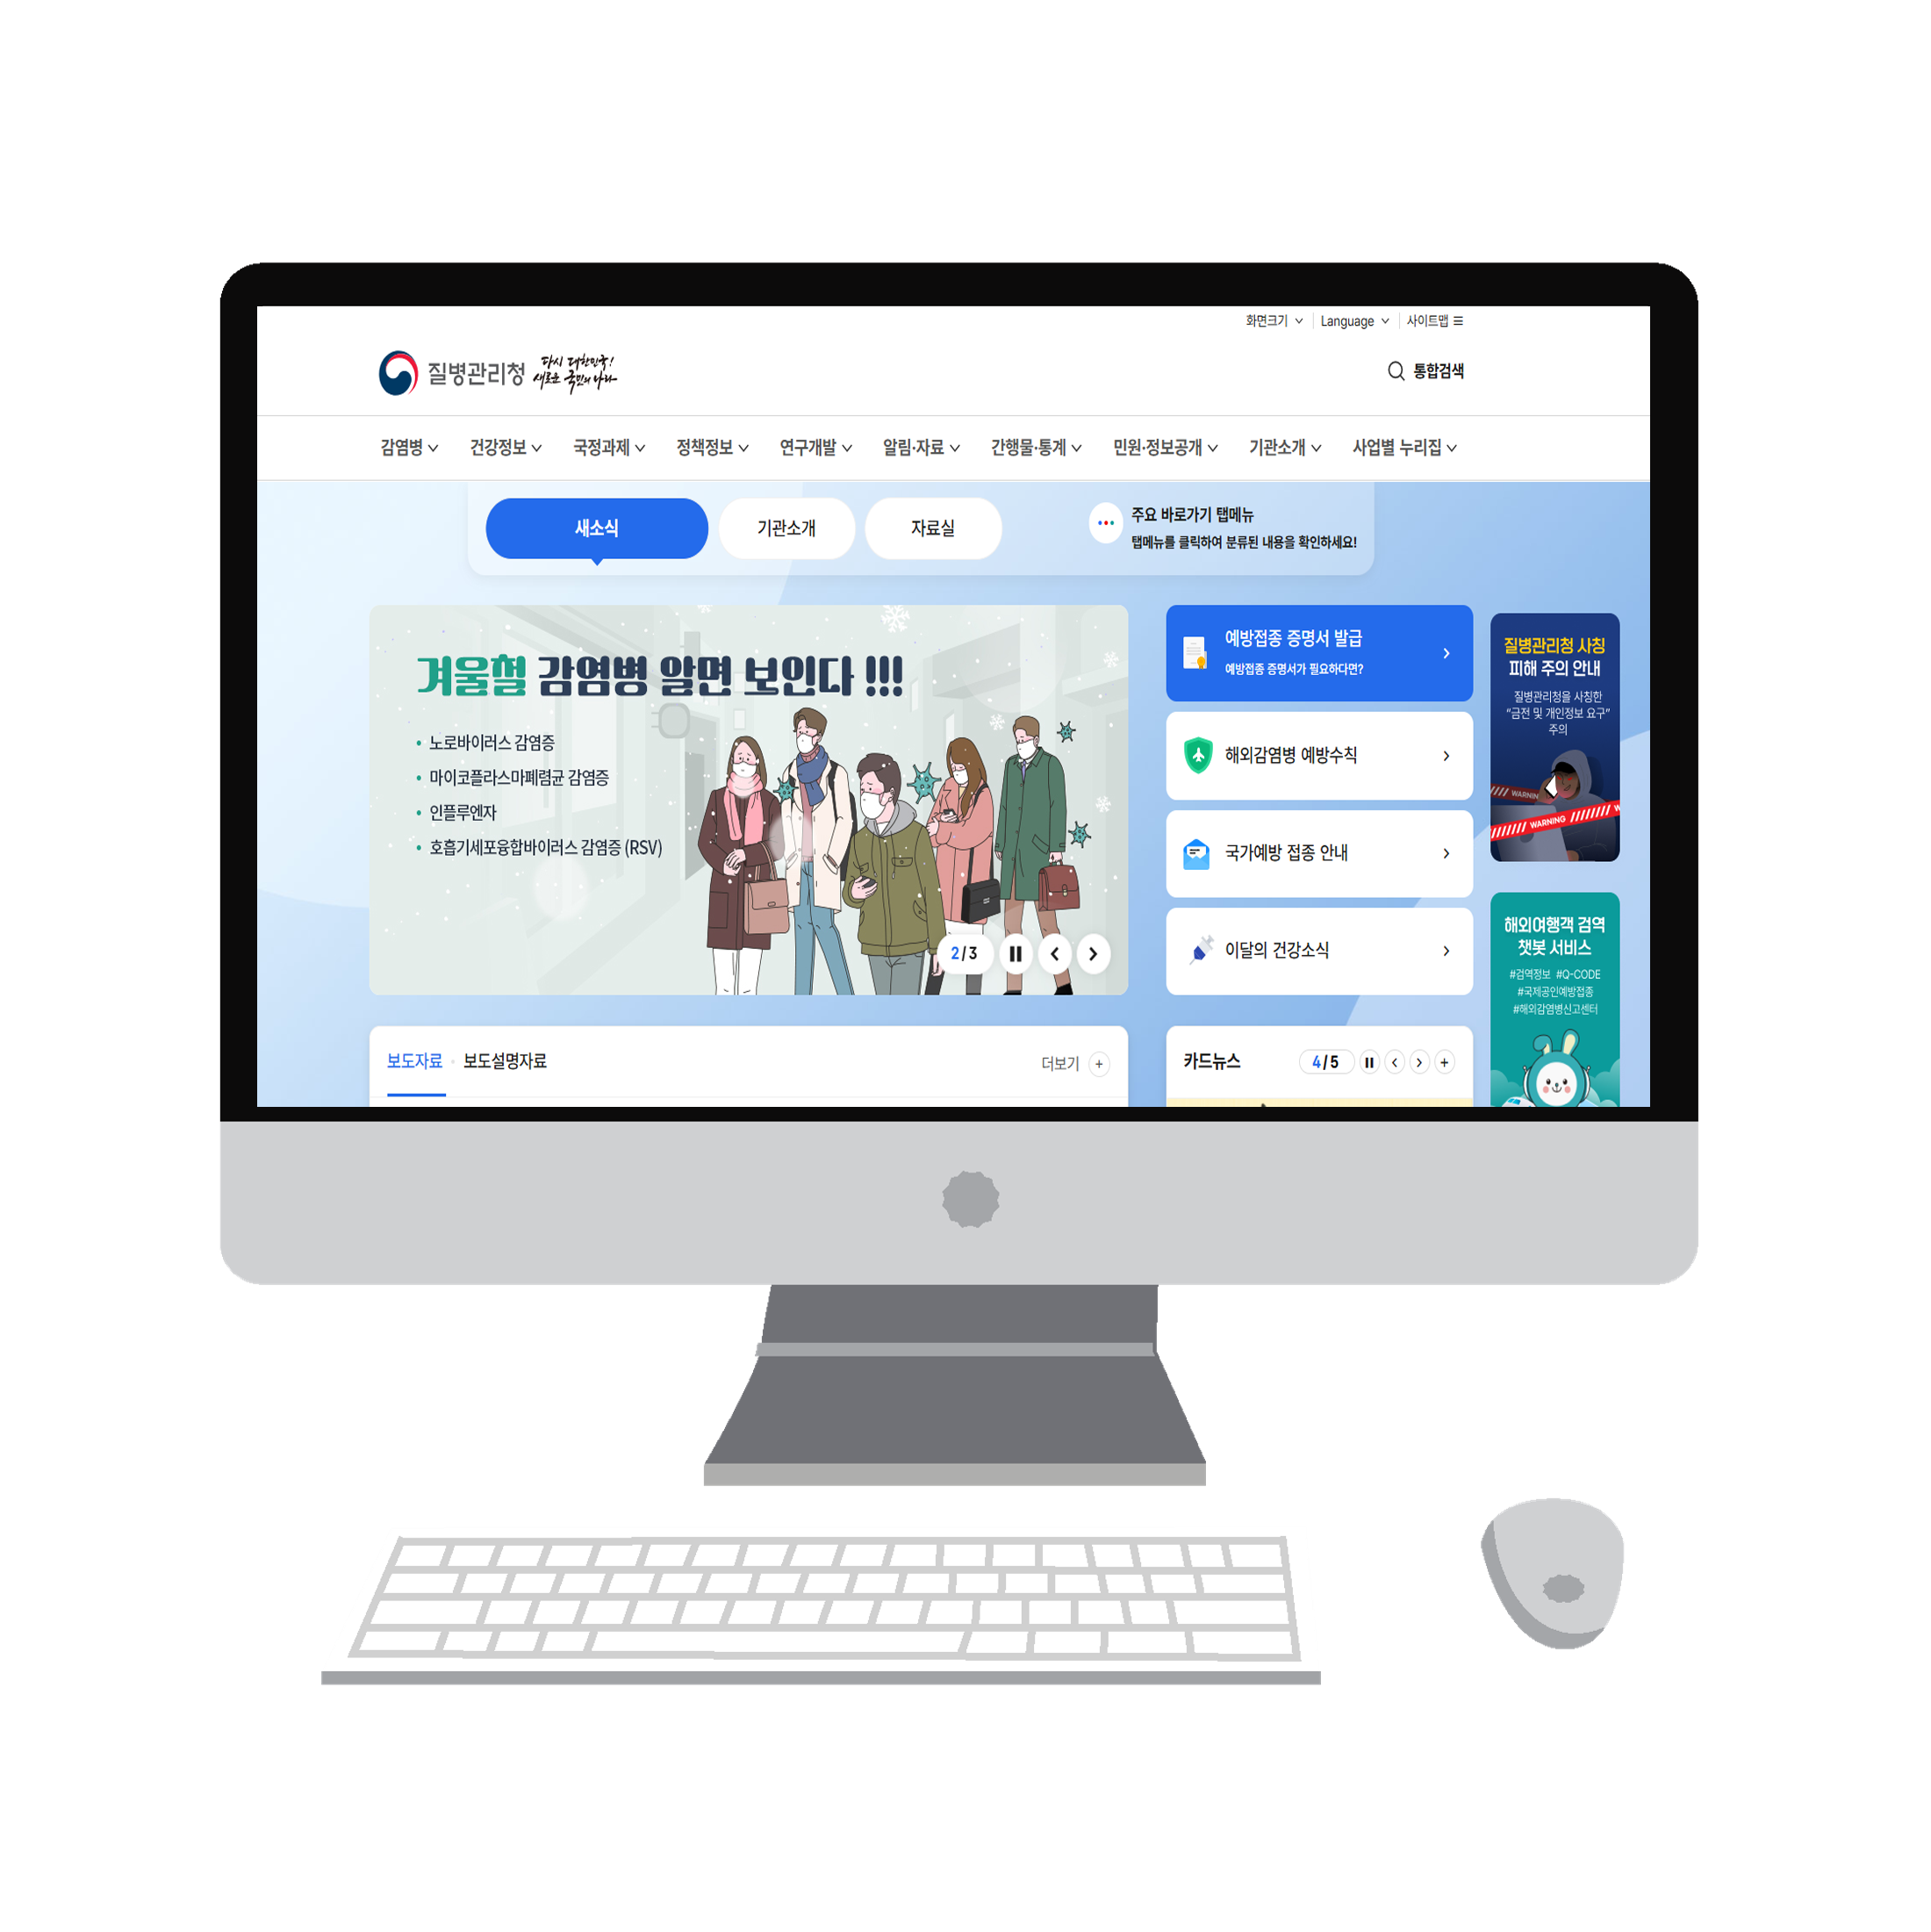 화면크기 Language 사이트맵
질병관리청 다시 대한민국!
새로운 국민의 나라
통합검색
감염병 건강정보 국정과제 정책정보 연구개발 알림·자료 간행물·통계 민원·정보공개 기관소개 사업별 누리집
새소식 기관소개 자료실
주요 바로가기 탭메뉴
탭메뉴를 클릭하여 분류된 내용을 확인하세요!
겨울철 감염병 알면 보인다 !!!
• 노로바이러스 감염증
• 마이코플라스마폐렴균 감염증
• 인플루엔자
• 호흡기세포융합바이러스 감염증 (RSV)
2/3
예방접종 증명서 발급
예방접종 증명서가 필요하다면?
해외감염병 예방수칙
국가예방 접종 안내
이달의 건강소식
질병관리청 사칭
피해 주의 안내
질병관리청을 사칭한
“금전 및 개인정보 요구”
주의
WARNIN
WARNING W
해외여행객 검역
챗봇 서비스
#검역정보 #Q-CODE
#국제공인예방접종
#해외감염병신고센터
보도자료 · 보도설명자료 더보기 +
카드뉴스 4/5